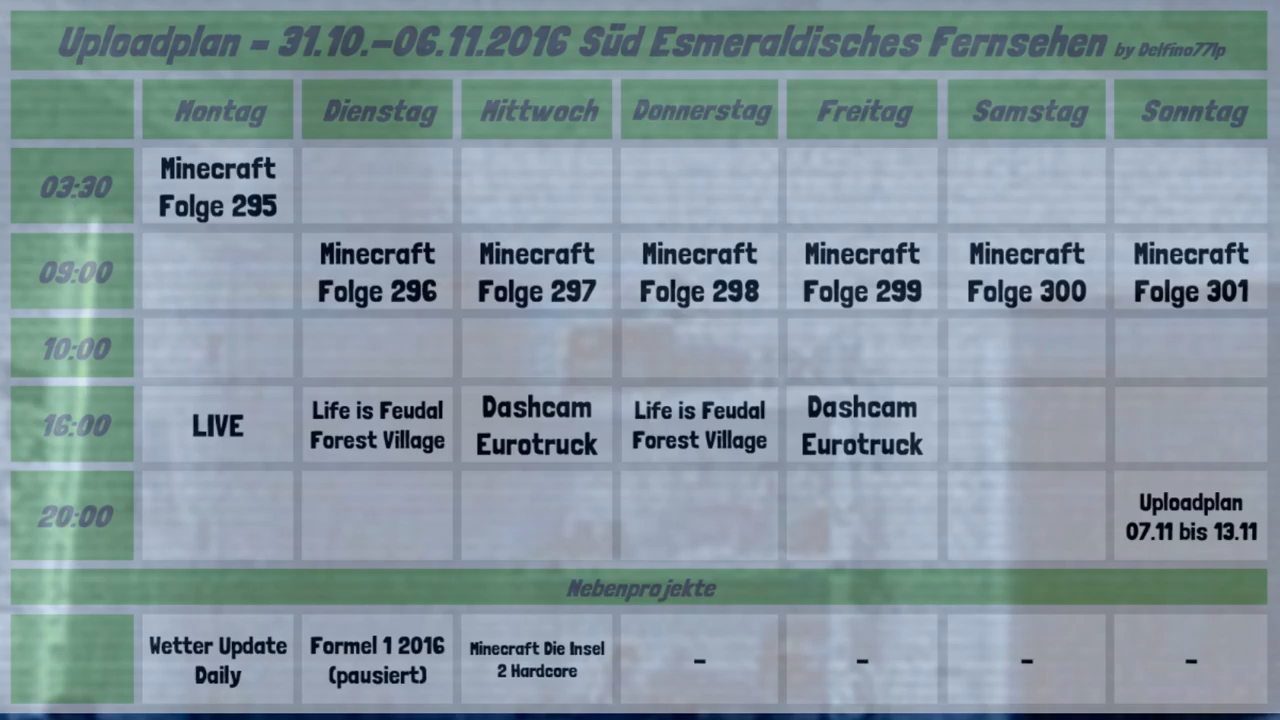 Uploadplan - 31.10.-06.11.2016 Süd Esmeraldisches Fernsehen by Delfino77lp
Montag Dienstag Mittwoch Donnerstag Freitag Samstag Sonntag
03:30
Minecraft
Folge 295
09:00
Minecraft
Folge 296
Minecraft
Folge 297
Minecraft
Folge 298
Minecraft
Folge 299
Minecraft
Folge 300
Minecraft
Folge 301
10:00
16:00
LIVE
Life is Feudal
Forest Village
Dashcam
Eurotruck
Life is Feudal
Forest Village
Dashcam
Eurotruck
20:00
Uploadplan
07.11 bis 13.11
Nebenprojekte
Wetter Update
Daily
Formel 1 2016
(pausiert)
Minecraft Die Insel
2 Hardcore
- - - -